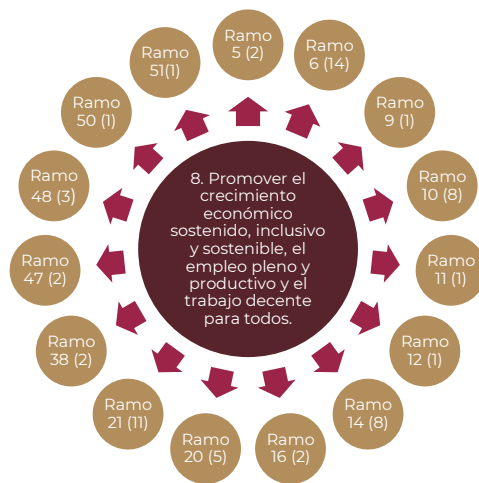 8. Promover el
crecimiento
económico
sostenido, inclusivo
y sostenible, el
empleo pleno y
productivo y el
trabajo decente
para todos.
Ramo
5 (2)
Ramo
6 (14)
Ramo
9 (1)
Ramo
10 (8)
Ramo
11 (1)
Ramo
12 (1)
Ramo
14 (8)
Ramo
16 (2)
Ramo
20 (5)
Ramo
21 (11)
Ramo
38 (2)
Ramo
47 (2)
Ramo
48 (3)
Ramo
50 (1)
Ramo
51(1)